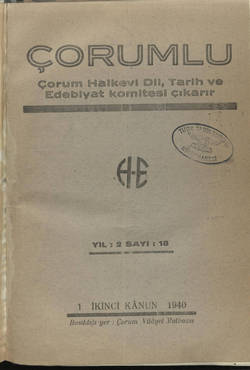 ÇORUMLU
Çorum Halkevi Dil, Tarih ve
Edebiyat komitesi çıkarır
H-E
YIL : 2 SAYI : 18
1 İKİNCİ KÂNUN 1940
Basıldığı yer : Çorum Vilâyet Matbaası